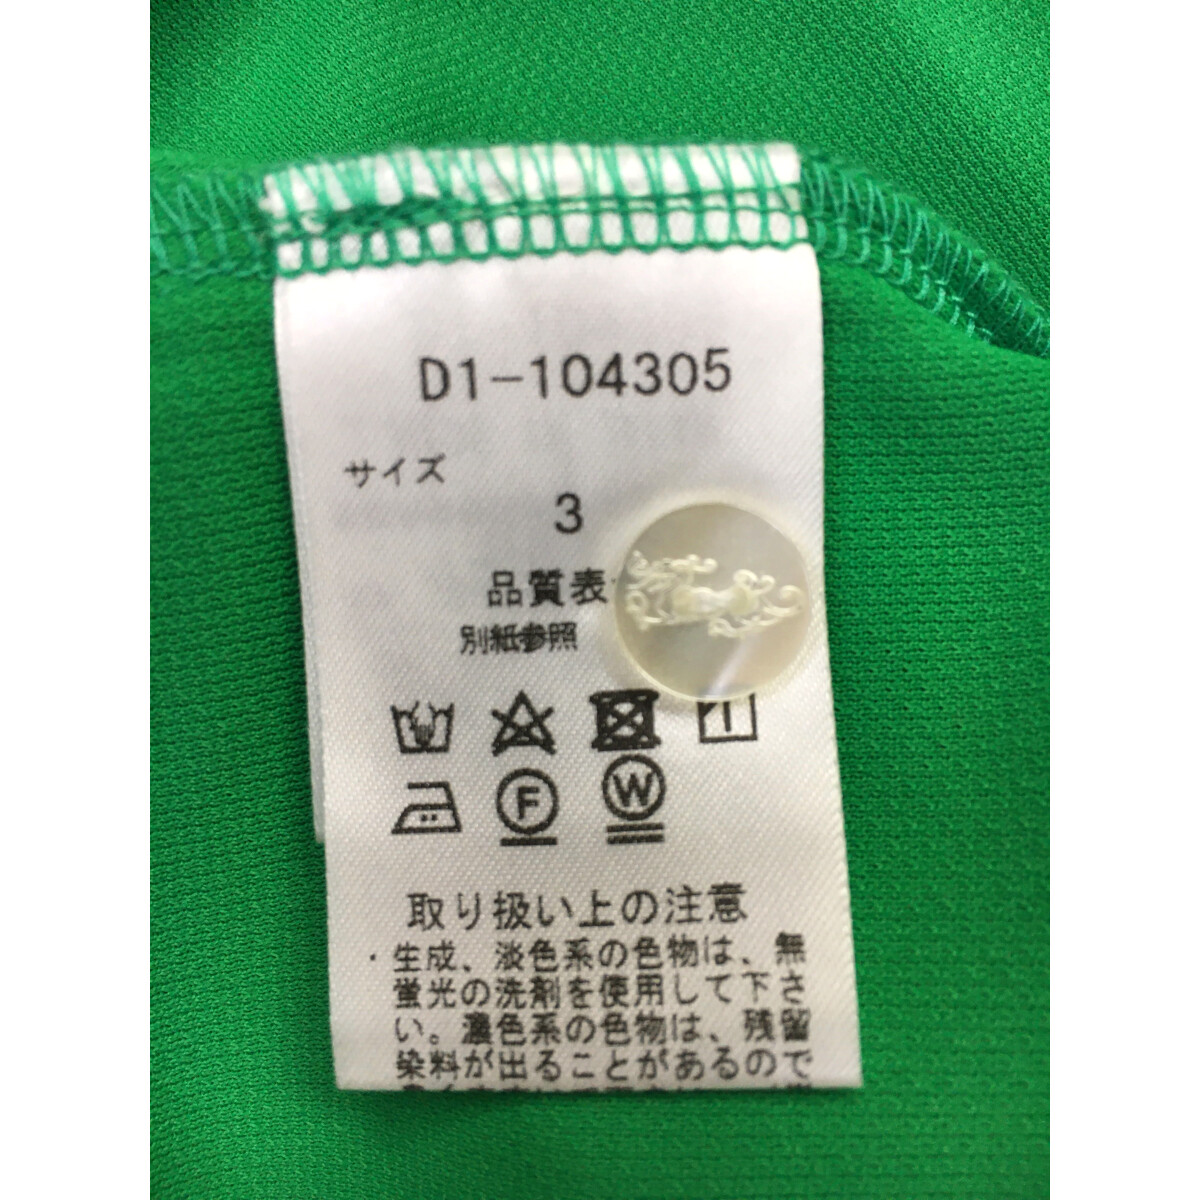 D1-104305
サイズ
3
品質表
別紙参照
F W
取り扱い上の注意
・生成、淡色系の色物は、無
蛍光の洗剤を使用して下さ
い。濃色系の色物は、残留
染料が出ることがあるので